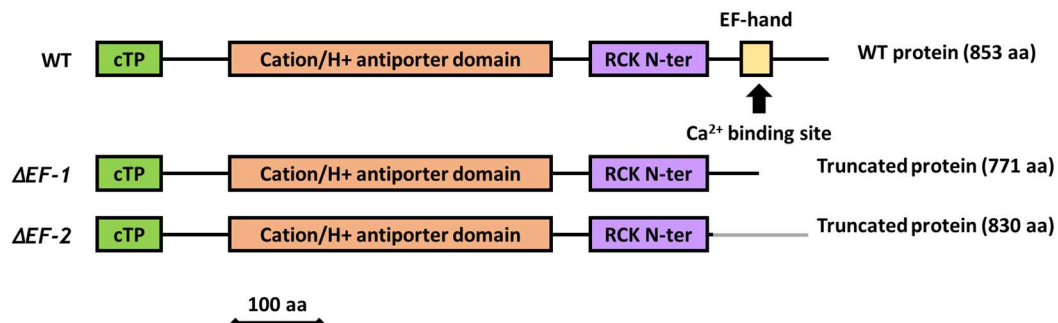 EF-hand
WT cTP Cation/H+ antiporter domain RCK N-ter WT protein (853 aa)
Ca²⁺ binding site
ΔEF-1 cTP Cation/H+ antiporter domain RCK N-ter Truncated protein (771 aa)
ΔEF-2 cTP Cation/H+ antiporter domain RCK N-ter Truncated protein (830 aa)
100 aa